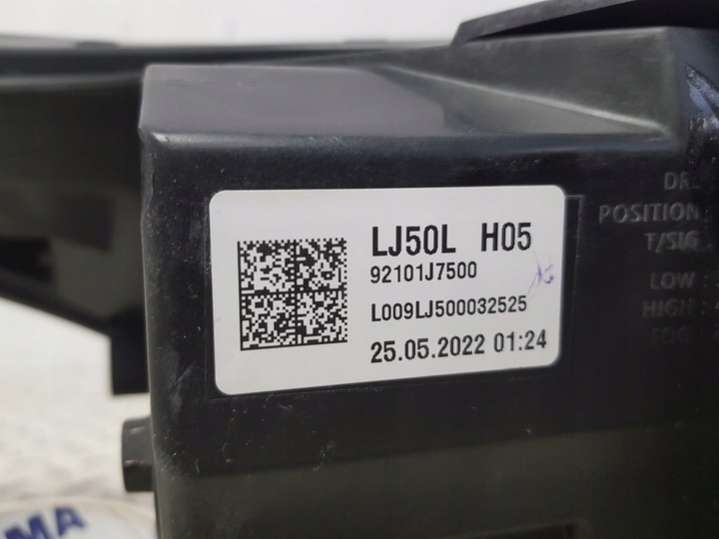 LJ50L H05
92101J7500
L009LJ500032525
25.05.2022 01:24
POSITION
T/SIG
LOW :
HIGH :